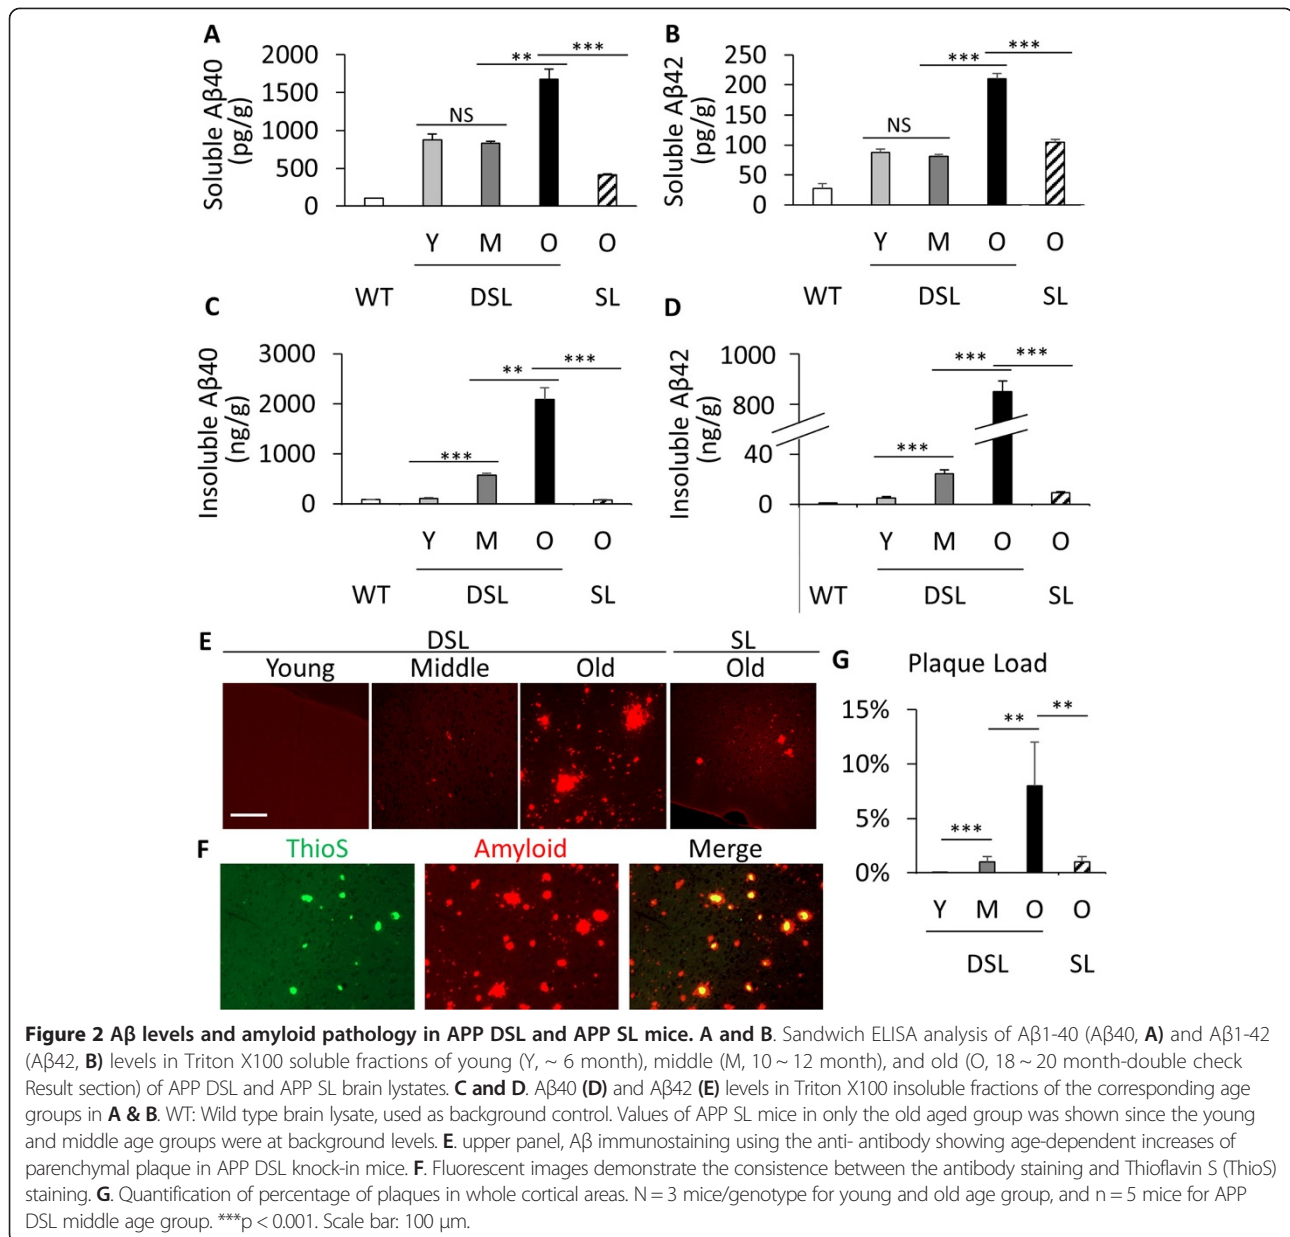 A
Soluble Aβ40
(pg/g)
2000
1500
1000
500
0
NS
**
***
Y M O O
WT DSL SL
B
Soluble Aβ42
(pg/g)
250
200
150
100
50
0
NS
***
***
Y M O O
WT DSL SL
C
Insoluble Aβ40
(ng/g)
3000
2000
1000
0
***
**
***
Y M O O
WT DSL SL
D
Insoluble Aβ42
(ng/g)
1000
800
40
0
***
***
***
Y M O O
WT DSL SL
E
DSL SL
Young Middle Old Old
F
ThioS Amyloid Merge
G Plaque Load
15%
10%
5%
0%
***
**
**
Y M O O
DSL SL
Figure 2 Aβ levels and amyloid pathology in APP DSL and APP SL mice. A and B. Sandwich ELISA analysis of Aβ1-40 (Aβ40, A) and Aβ1-42
(Aβ42, B) levels in Triton X100 soluble fractions of young (Y, ~ 6 month), middle (M, 10 ~ 12 month), and old (O, 18 ~ 20 month-double check
Result section) of APP DSL and APP SL brain lystates. C and D. Aβ40 (D) and Aβ42 (E) levels in Triton X100 insoluble fractions of the corresponding age
groups in A & B. WT: Wild type brain lysate, used as background control. Values of APP SL mice in only the old aged group was shown since the young
and middle age groups were at background levels. E. upper panel, Aβ immunostaining using the anti- antibody showing age-dependent increases of
parenchymal plaque in APP DSL knock-in mice. F. Fluorescent images demonstrate the consistence between the antibody staining and Thioflavin S (ThioS)
staining. G. Quantification of percentage of plaques in whole cortical areas. N = 3 mice/genotype for young and old age group, and n = 5 mice for APP
DSL middle age group. ***p < 0.001. Scale bar: 100 μm.